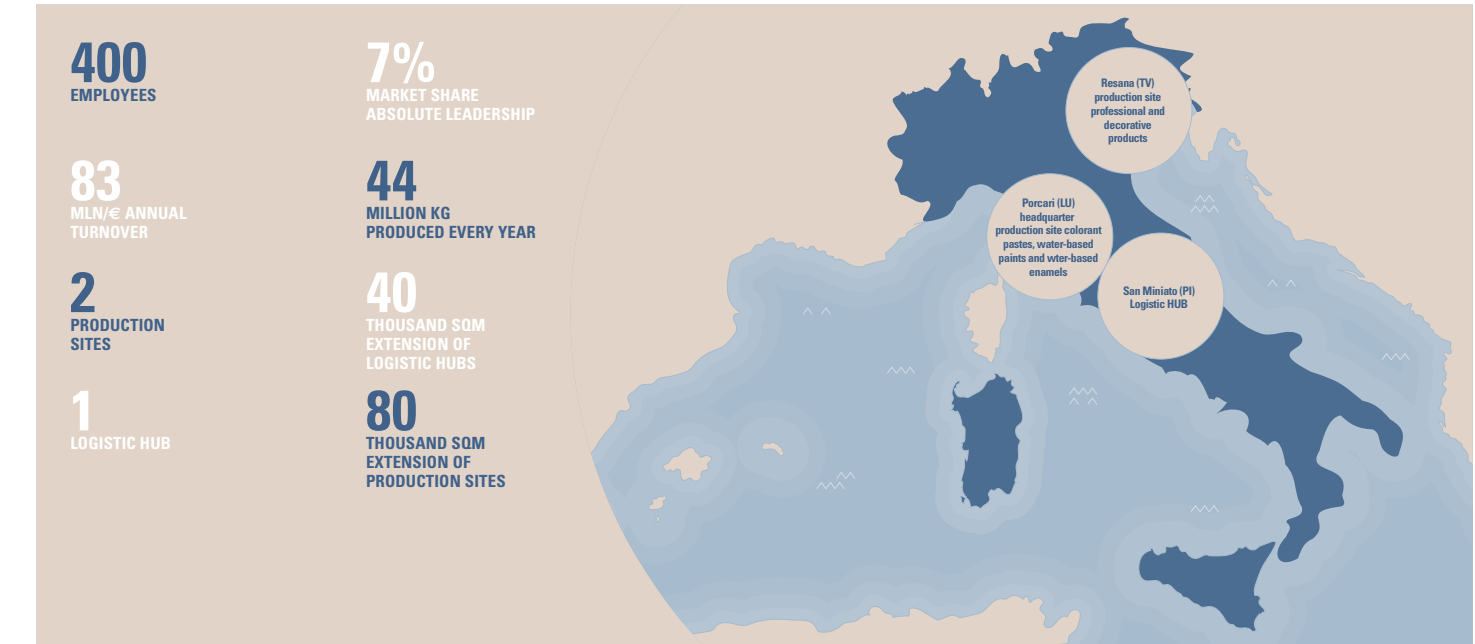 400
EMPLOYEES
7%
MARKET SHARE
ABSOLUTE LEADERSHIP
83
MLN/€ ANNUAL
TURNOVER
44
MILLION KG
PRODUCED EVERY YEAR
2
PRODUCTION
SITES
40
THOUSAND SQM
EXTENSION OF
LOGISTIC HUBS
1
LOGISTIC HUB
80
THOUSAND SQM
EXTENSION OF
PRODUCTION SITES
Resana (TV)
production site
professional and
decorative
products
Porcari (LU)
headquarter
production site colorant
pastes, water-based
paints and wter-based
enamels
San Miniato (PI)
Logistic HUB